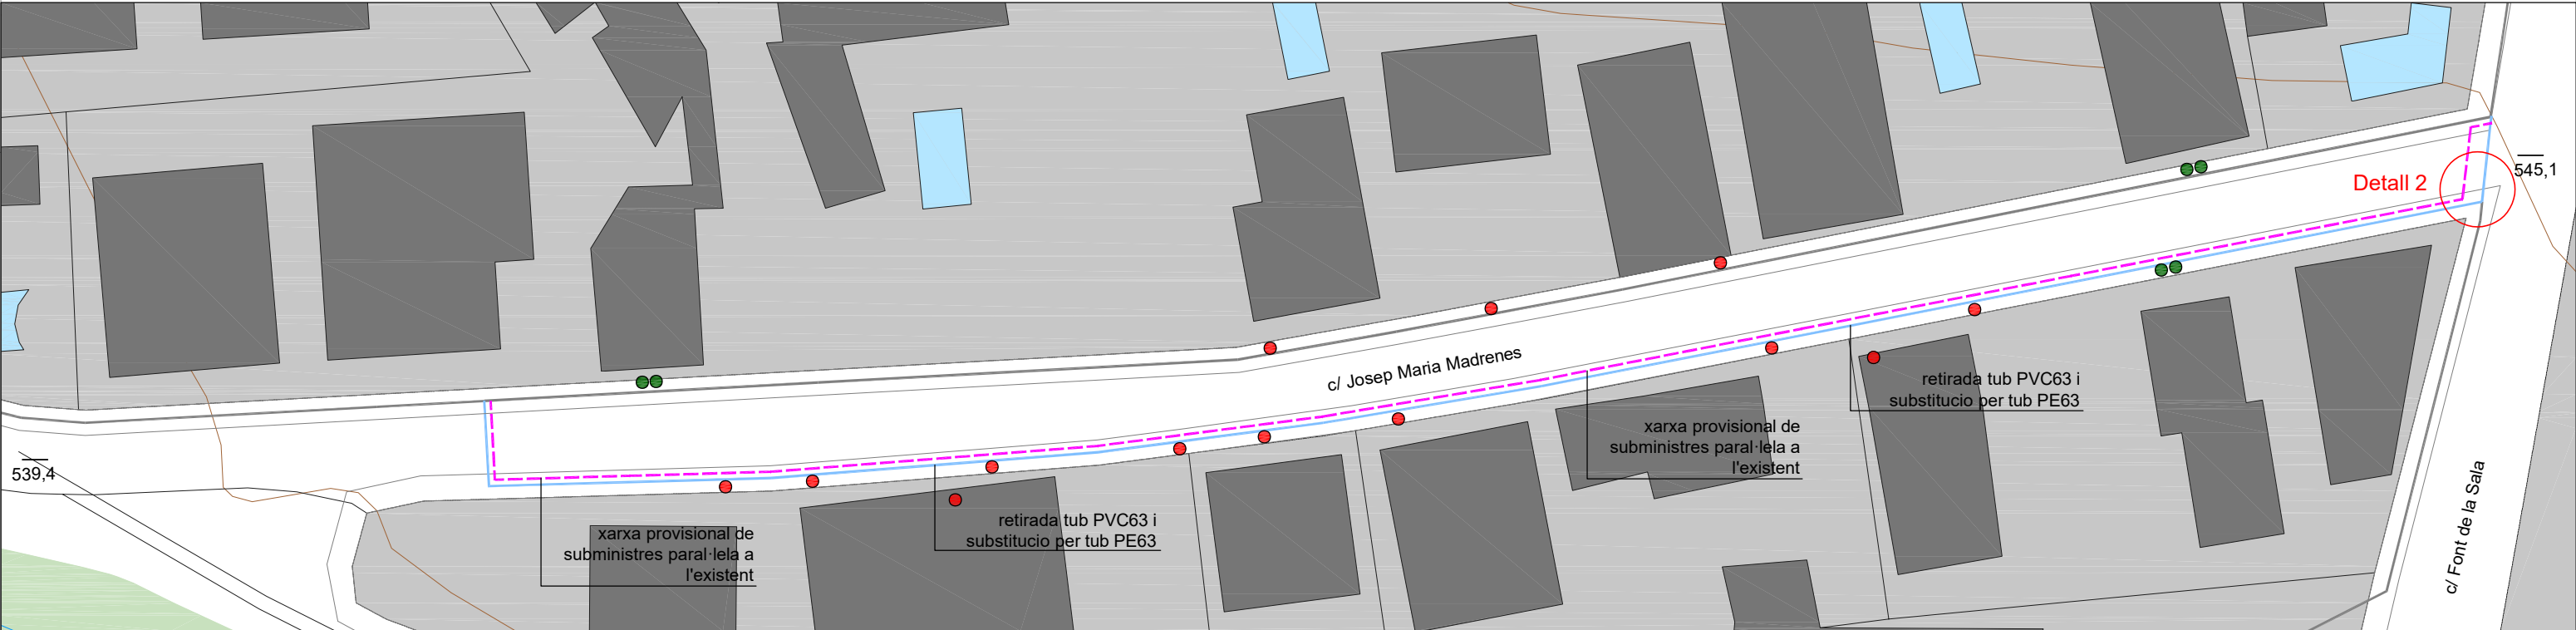 Detall 2
545,1
c/ Josep Maria Madrenes
retirada tub PVC63 i
substitucio per tub PE63
xarxa provisional de
subministres paral·lela a
l'existent
539,4
retirada tub PVC63 i
substitucio per tub PE63
xarxa provisional de
subministres paral·lela a
l'existent
c/ Font de la Sala